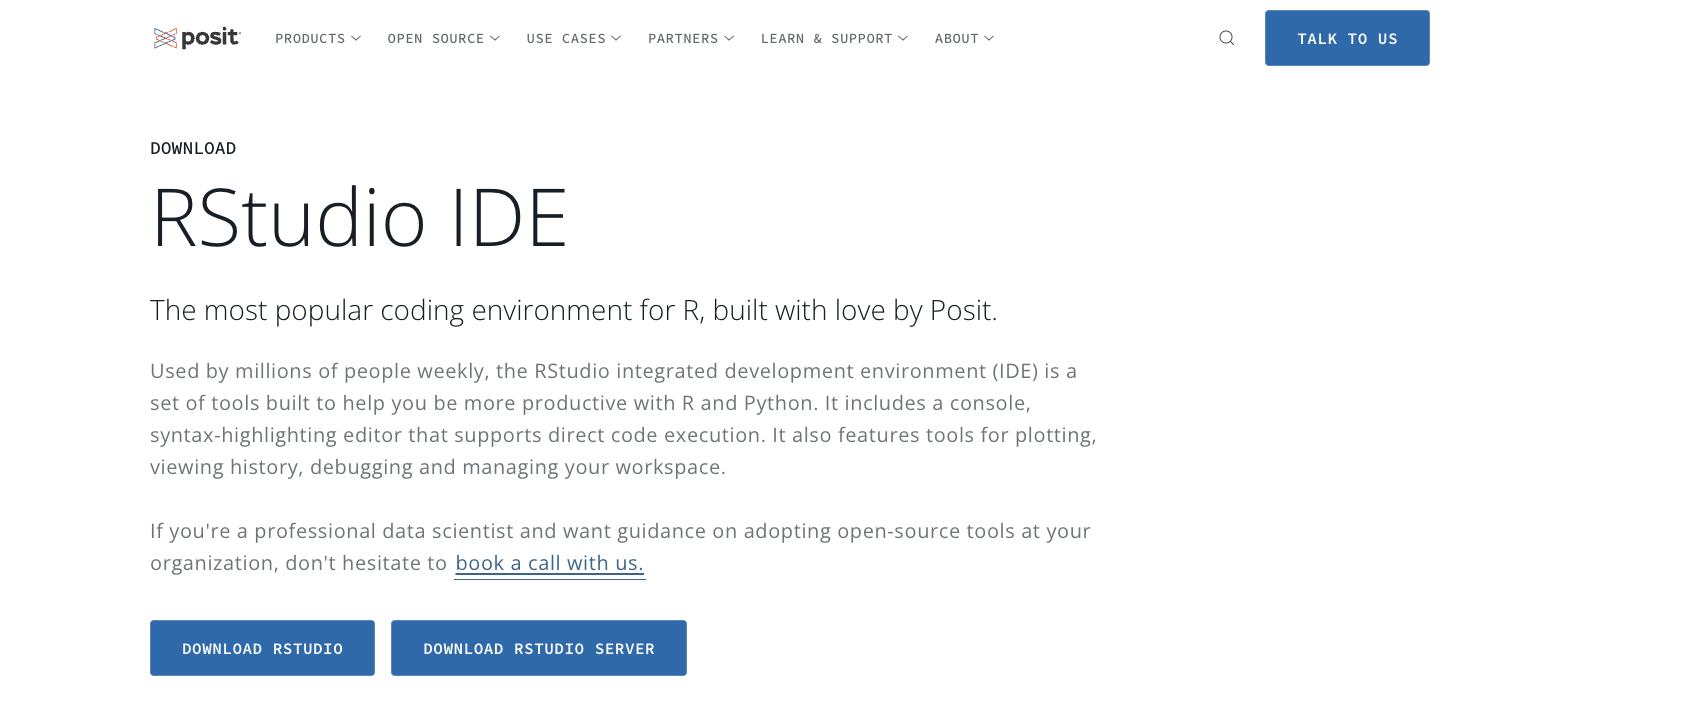 posit
PRODUCTS
OPEN SOURCE
USE CASES
PARTNERS
LEARN & SUPPORT
ABOUT
TALK TO US
DOWNLOAD
RStudio IDE
The most popular coding environment for R, built with love by Posit.
Used by millions of people weekly, the RStudio integrated development environment (IDE) is a
set of tools built to help you be more productive with R and Python. It includes a console,
syntax-highlighting editor that supports direct code execution. It also features tools for plotting,
viewing history, debugging and managing your workspace.
If you're a professional data scientist and want guidance on adopting open-source tools at your
organization, don't hesitate to book a call with us.
DOWNLOAD RSTUDIO
DOWNLOAD RSTUDIO SERVER